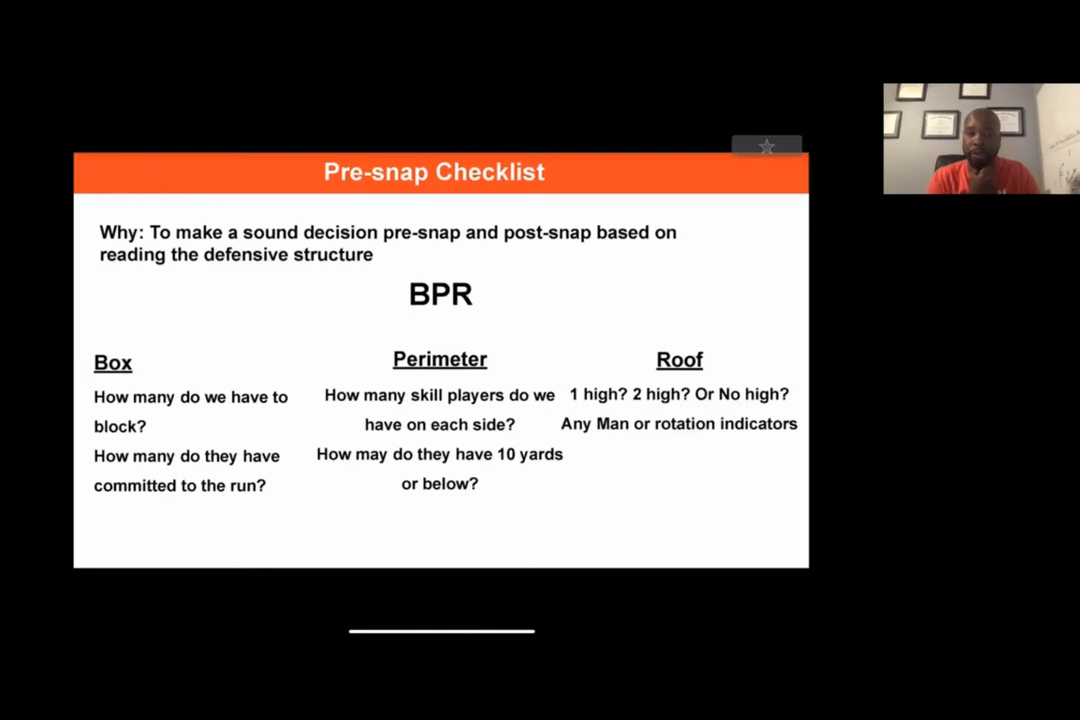 Pre-snap Checklist
Why: To make a sound decision pre-snap and post-snap based on
reading the defensive structure
BPR
Box
How many do we have to
block?
How many do they have
committed to the run?
Perimeter
How many skill players do we
have on each side?
How may do they have 10 yards
or below?
Roof
1 high? 2 high? Or No high?
Any Man or rotation indicators